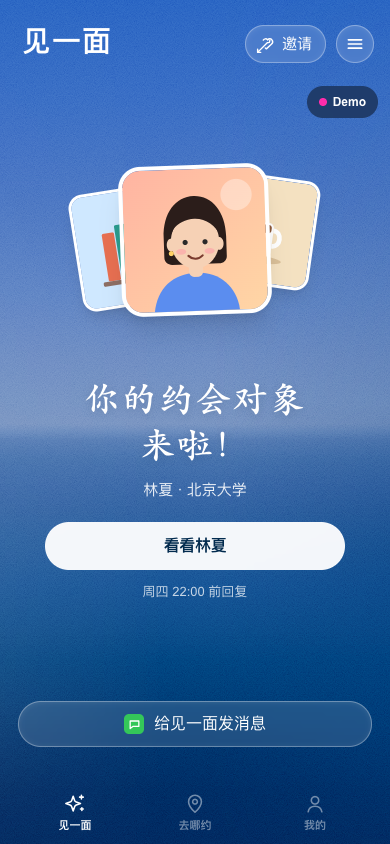 见一面
邀请
Demo
你的约会对象
来啦！
林夏 · 北京大学
看看林夏
周四 22:00 前回复
给见一面发消息
见一面
去哪约
我的